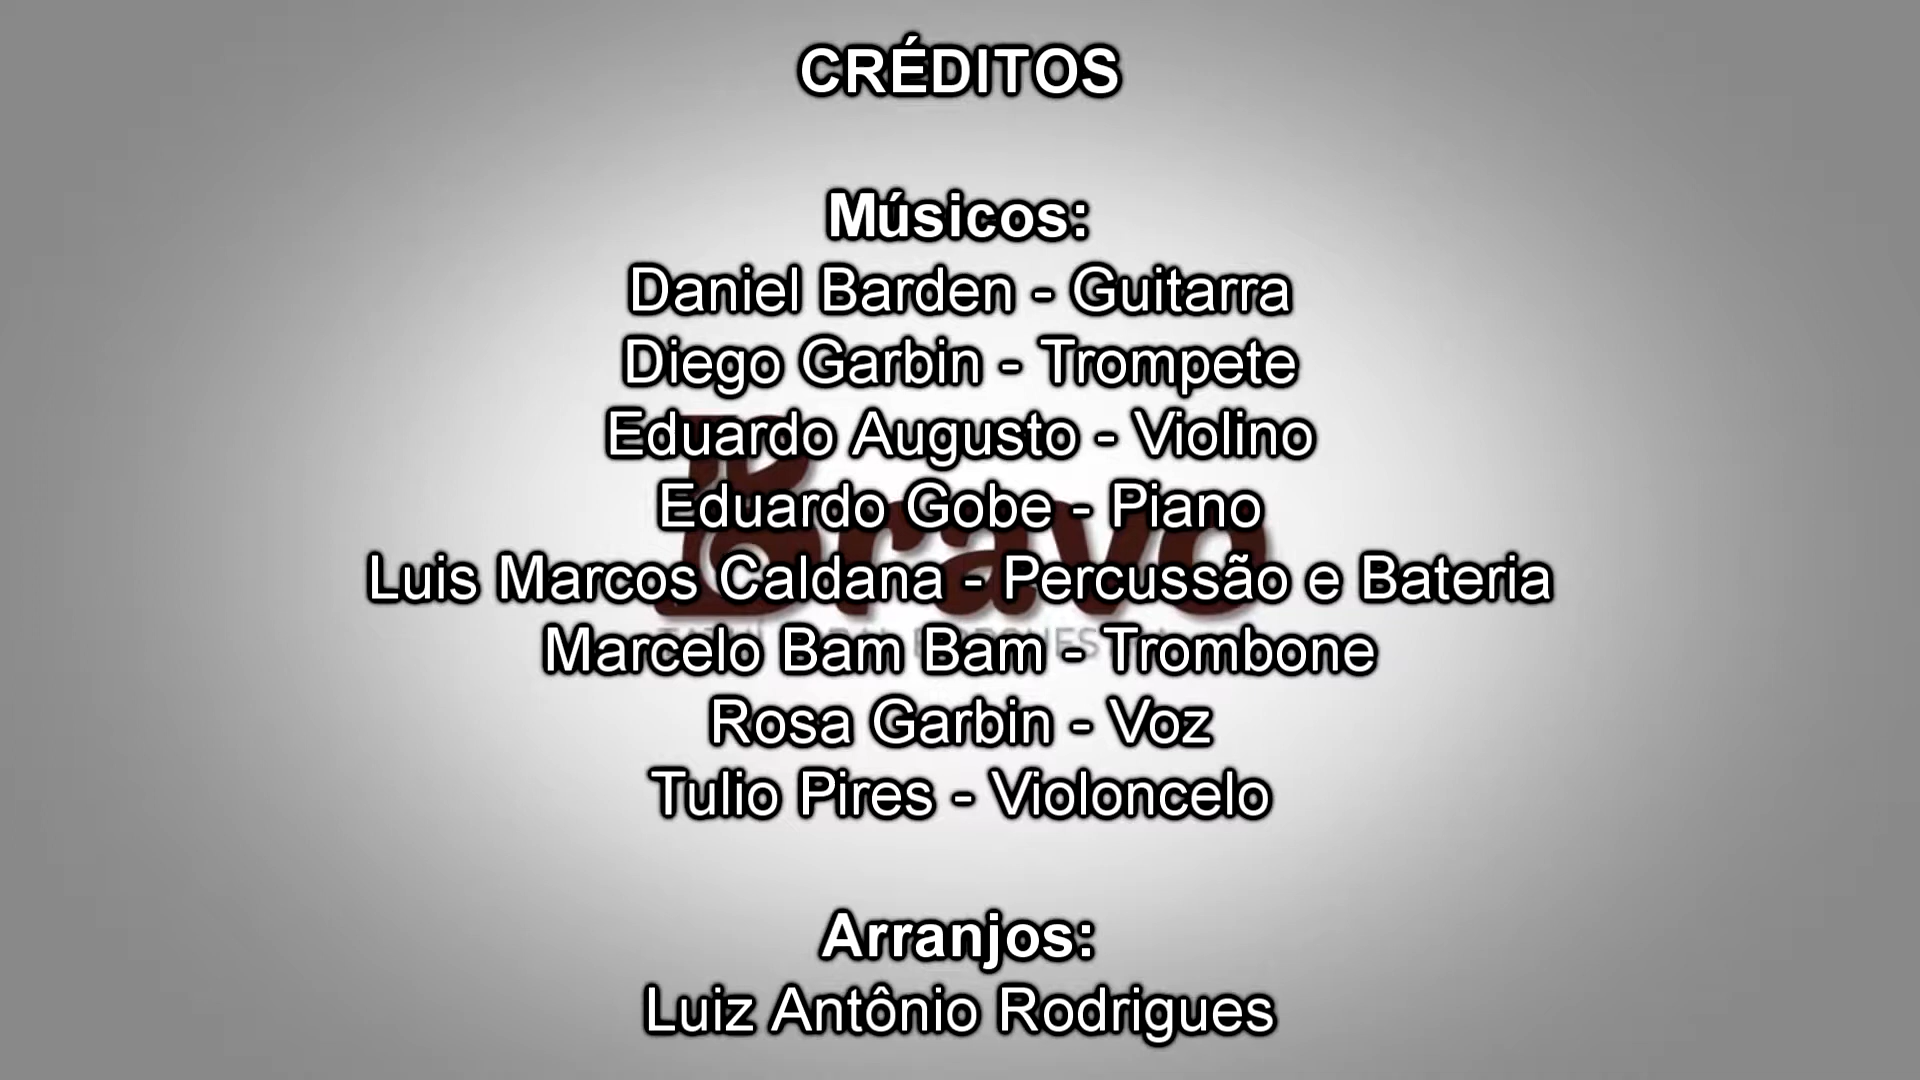 CRÉDITOS
Músicos:
Daniel Barden - Guitarra
Diego Garbin - Trompete
Eduardo Augusto - Violino
Eduardo Gobe - Piano
Luis Marcos Caldana - Percussão e Bateria
Marcelo Bam Bam - Trombone
Rosa Garbin - Voz
Tulio Pires - Violoncelo
Arranjos:
Luiz Antônio Rodrigues
Bravo